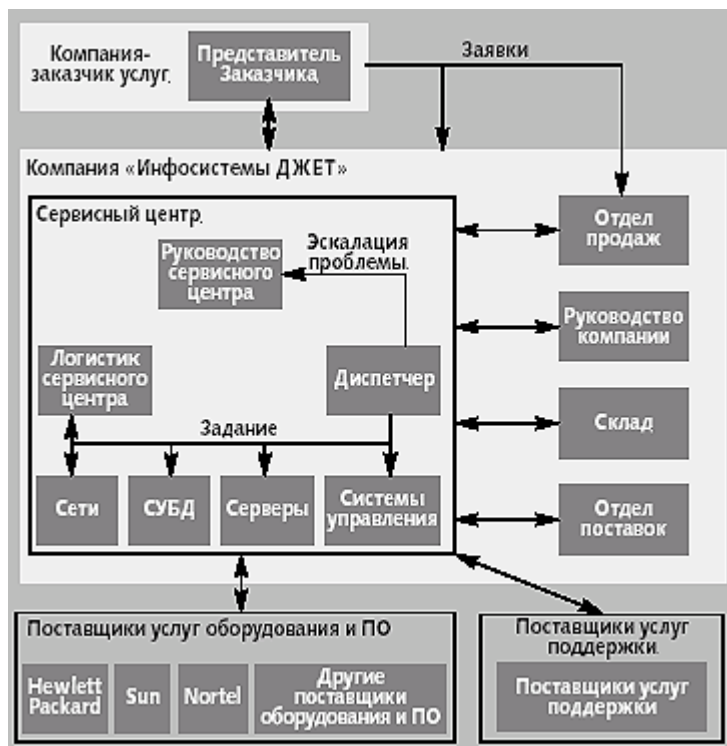 Компания-
заказчик услуг.
Представитель
Заказчика
Заявки
Компания «Инфосистемы ДЖЕТ»
Сервисный центр.
Руководство
сервисного
центра
Эскалация
проблемы.
Отдел
продаж
Руководство
компании
Логистик
сервисного
центра
Диспетчер
Задание
Склад
Сети
СУБД
Серверы
Системы
управления
Отдел
поставок
Поставщики услуг оборудования и ПО
Hewlett
Packard
Sun
Nortel
Другие
поставщики
оборудования и ПО
Поставщики услуг
поддержки.
Поставщики услуг
поддержки